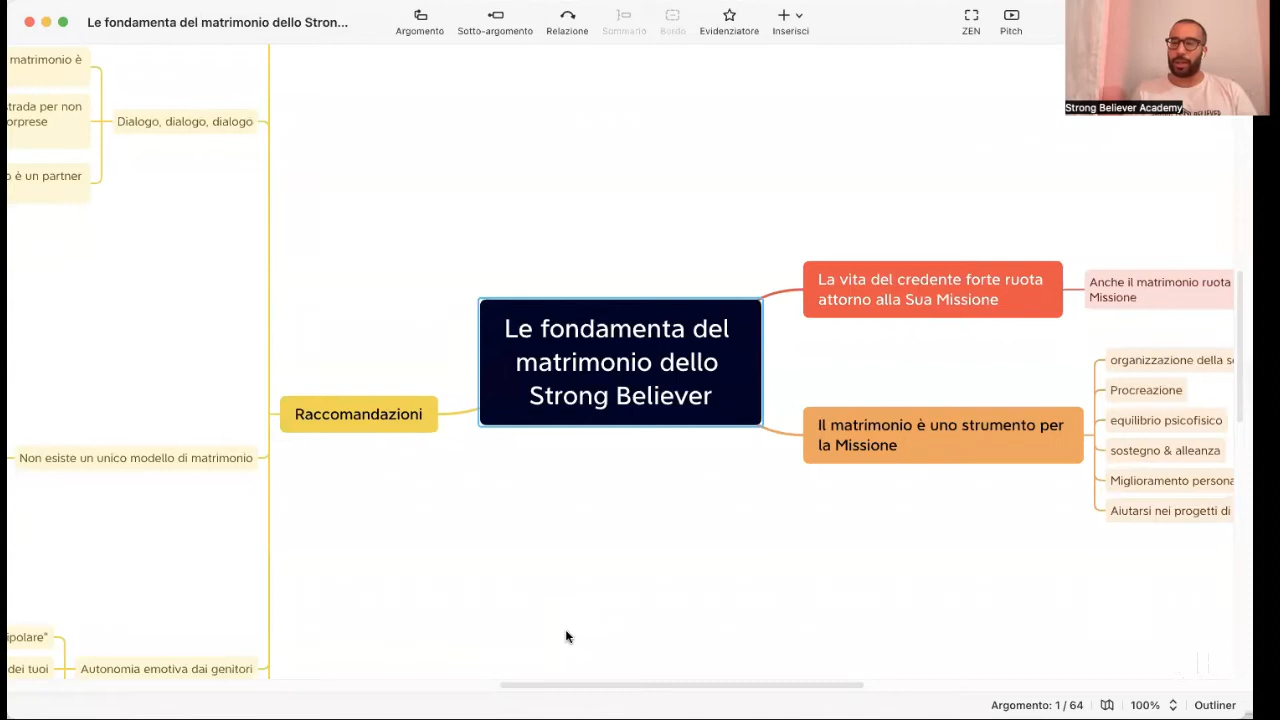 Le fondamenta del matrimonio dello Stron...
Argomento
Sotto-argomento
Relazione
Sommario
Bordo
Evidenziatore
Inserisci
ZEN
Pitch
Strong Believer Academy
matrimonio è
strada per non
orprese
o è un partner
Dialogo, dialogo, dialogo
Raccomandazioni
Non esiste un unico modello di matrimonio
ipolare"
dei tuoi
Autonomia emotiva dai genitori
Le fondamenta del
matrimonio dello
Strong Believer
La vita del credente forte ruota
attorno alla Sua Missione
Anche il matrimonio ruota
Missione
Il matrimonio è uno strumento per
la Missione
organizzazione della s
Procreazione
equilibrio psicofisico
sostegno & alleanza
Miglioramento persona
Aiutarsi nei progetti di
Argomento: 1 / 64
100%
Outliner